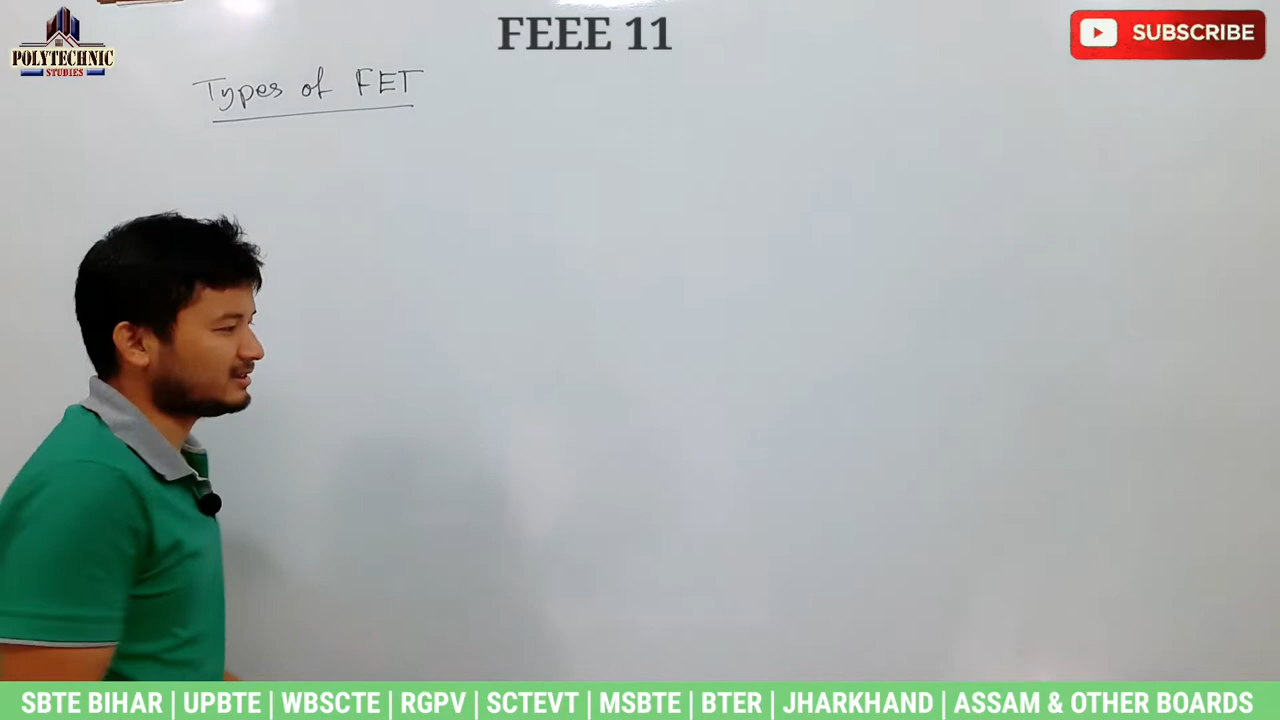 FEEE 11
SUBSCRIBE
POLYTECHNIC
STUDIES
Types of FET
SBTE BIHAR | UPBTE | WBSCTE | RGPV | SCTEVT | MSBTE | BTER | JHARKHAND | ASSAM & OTHER BOARDS